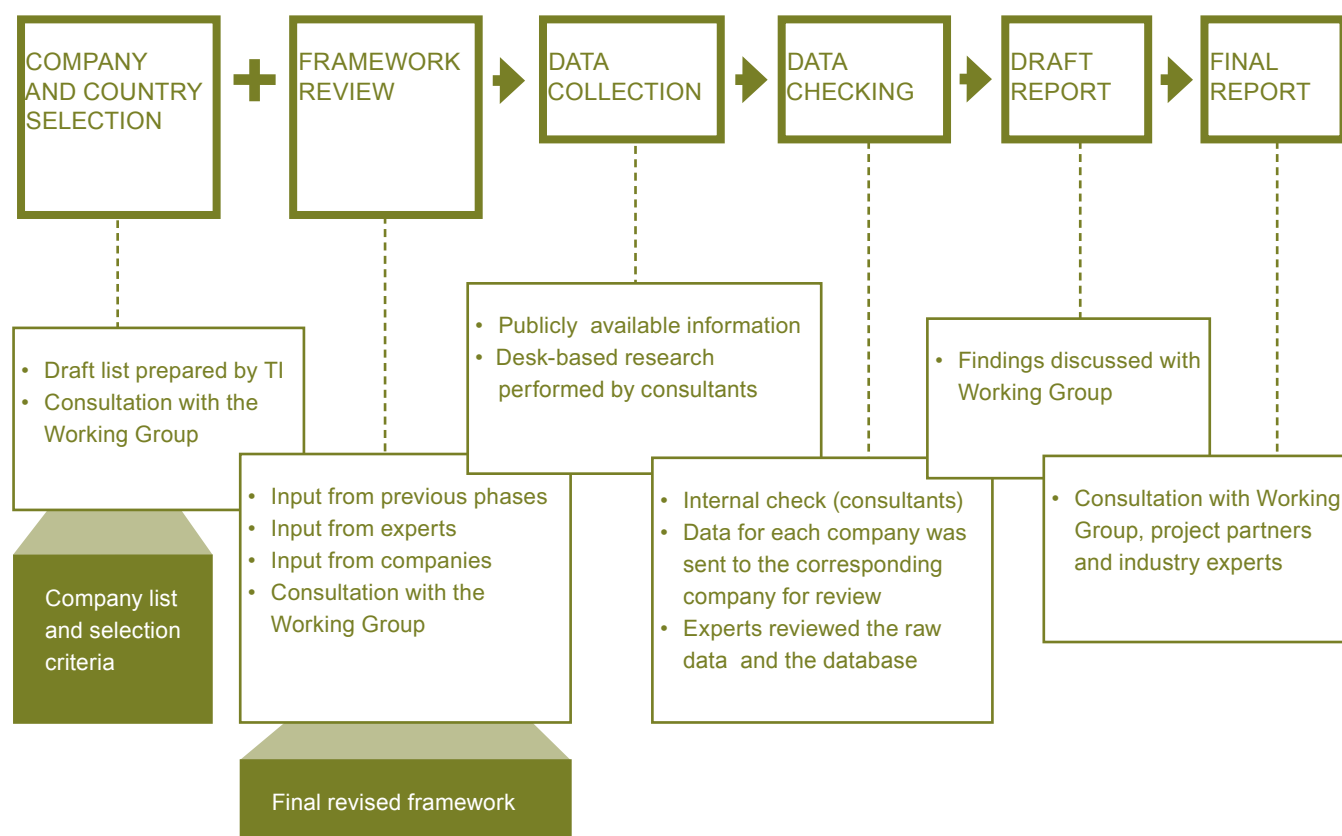 COMPANY
AND COUNTRY
SELECTION
FRAMEWORK
REVIEW
DATA
COLLECTION
DATA
CHECKING
DRAFT
REPORT
FINAL
REPORT
• Draft list prepared by TI
• Consultation with the
Working Group
Company list
and selection
criteria
• Input from previous phases
• Input from experts
• Input from companies
• Consultation with the
Working Group
Final revised framework
• Publicly available information
• Desk-based research
performed by consultants
• Internal check (consultants)
• Data for each company was
sent to the corresponding
company for review
• Experts reviewed the raw
data and the database
• Findings discussed with
Working Group
• Consultation with Working
Group, project partners
and industry experts